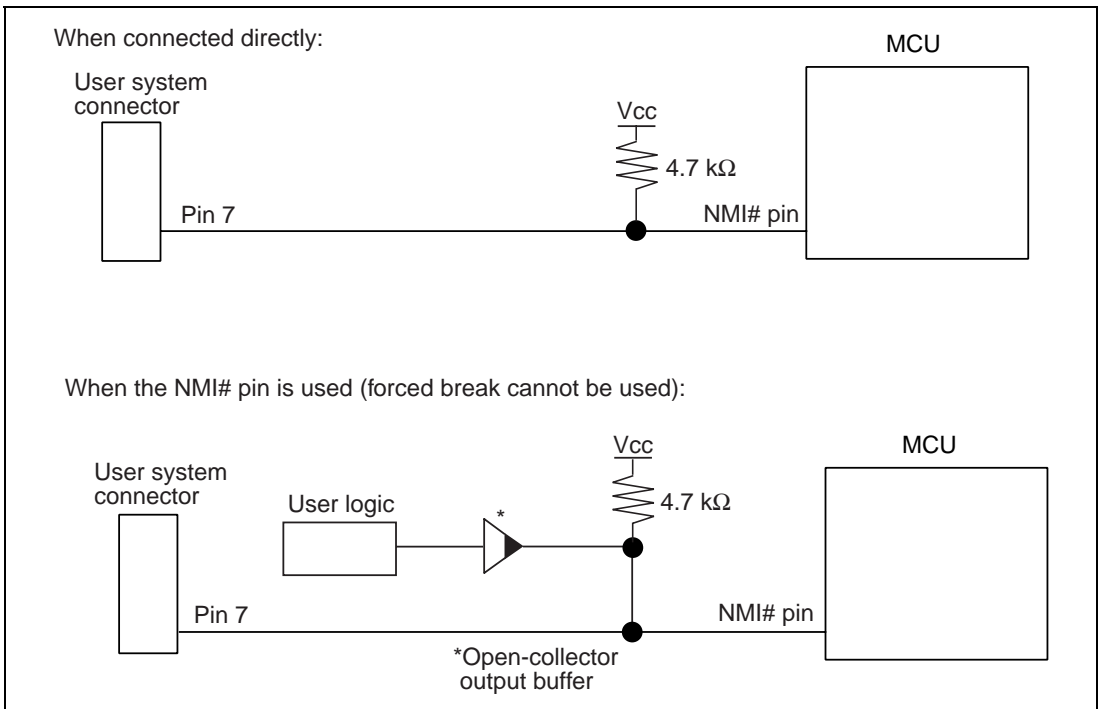 When connected directly:
MCU
User system
connector
Vcc
4.7 kΩ
Pin 7
NMI# pin
When the NMI# pin is used (forced break cannot be used):
MCU
Vcc
User system
connector
User logic
*
4.7 kΩ
Pin 7
NMI# pin
*Open-collector
output buffer